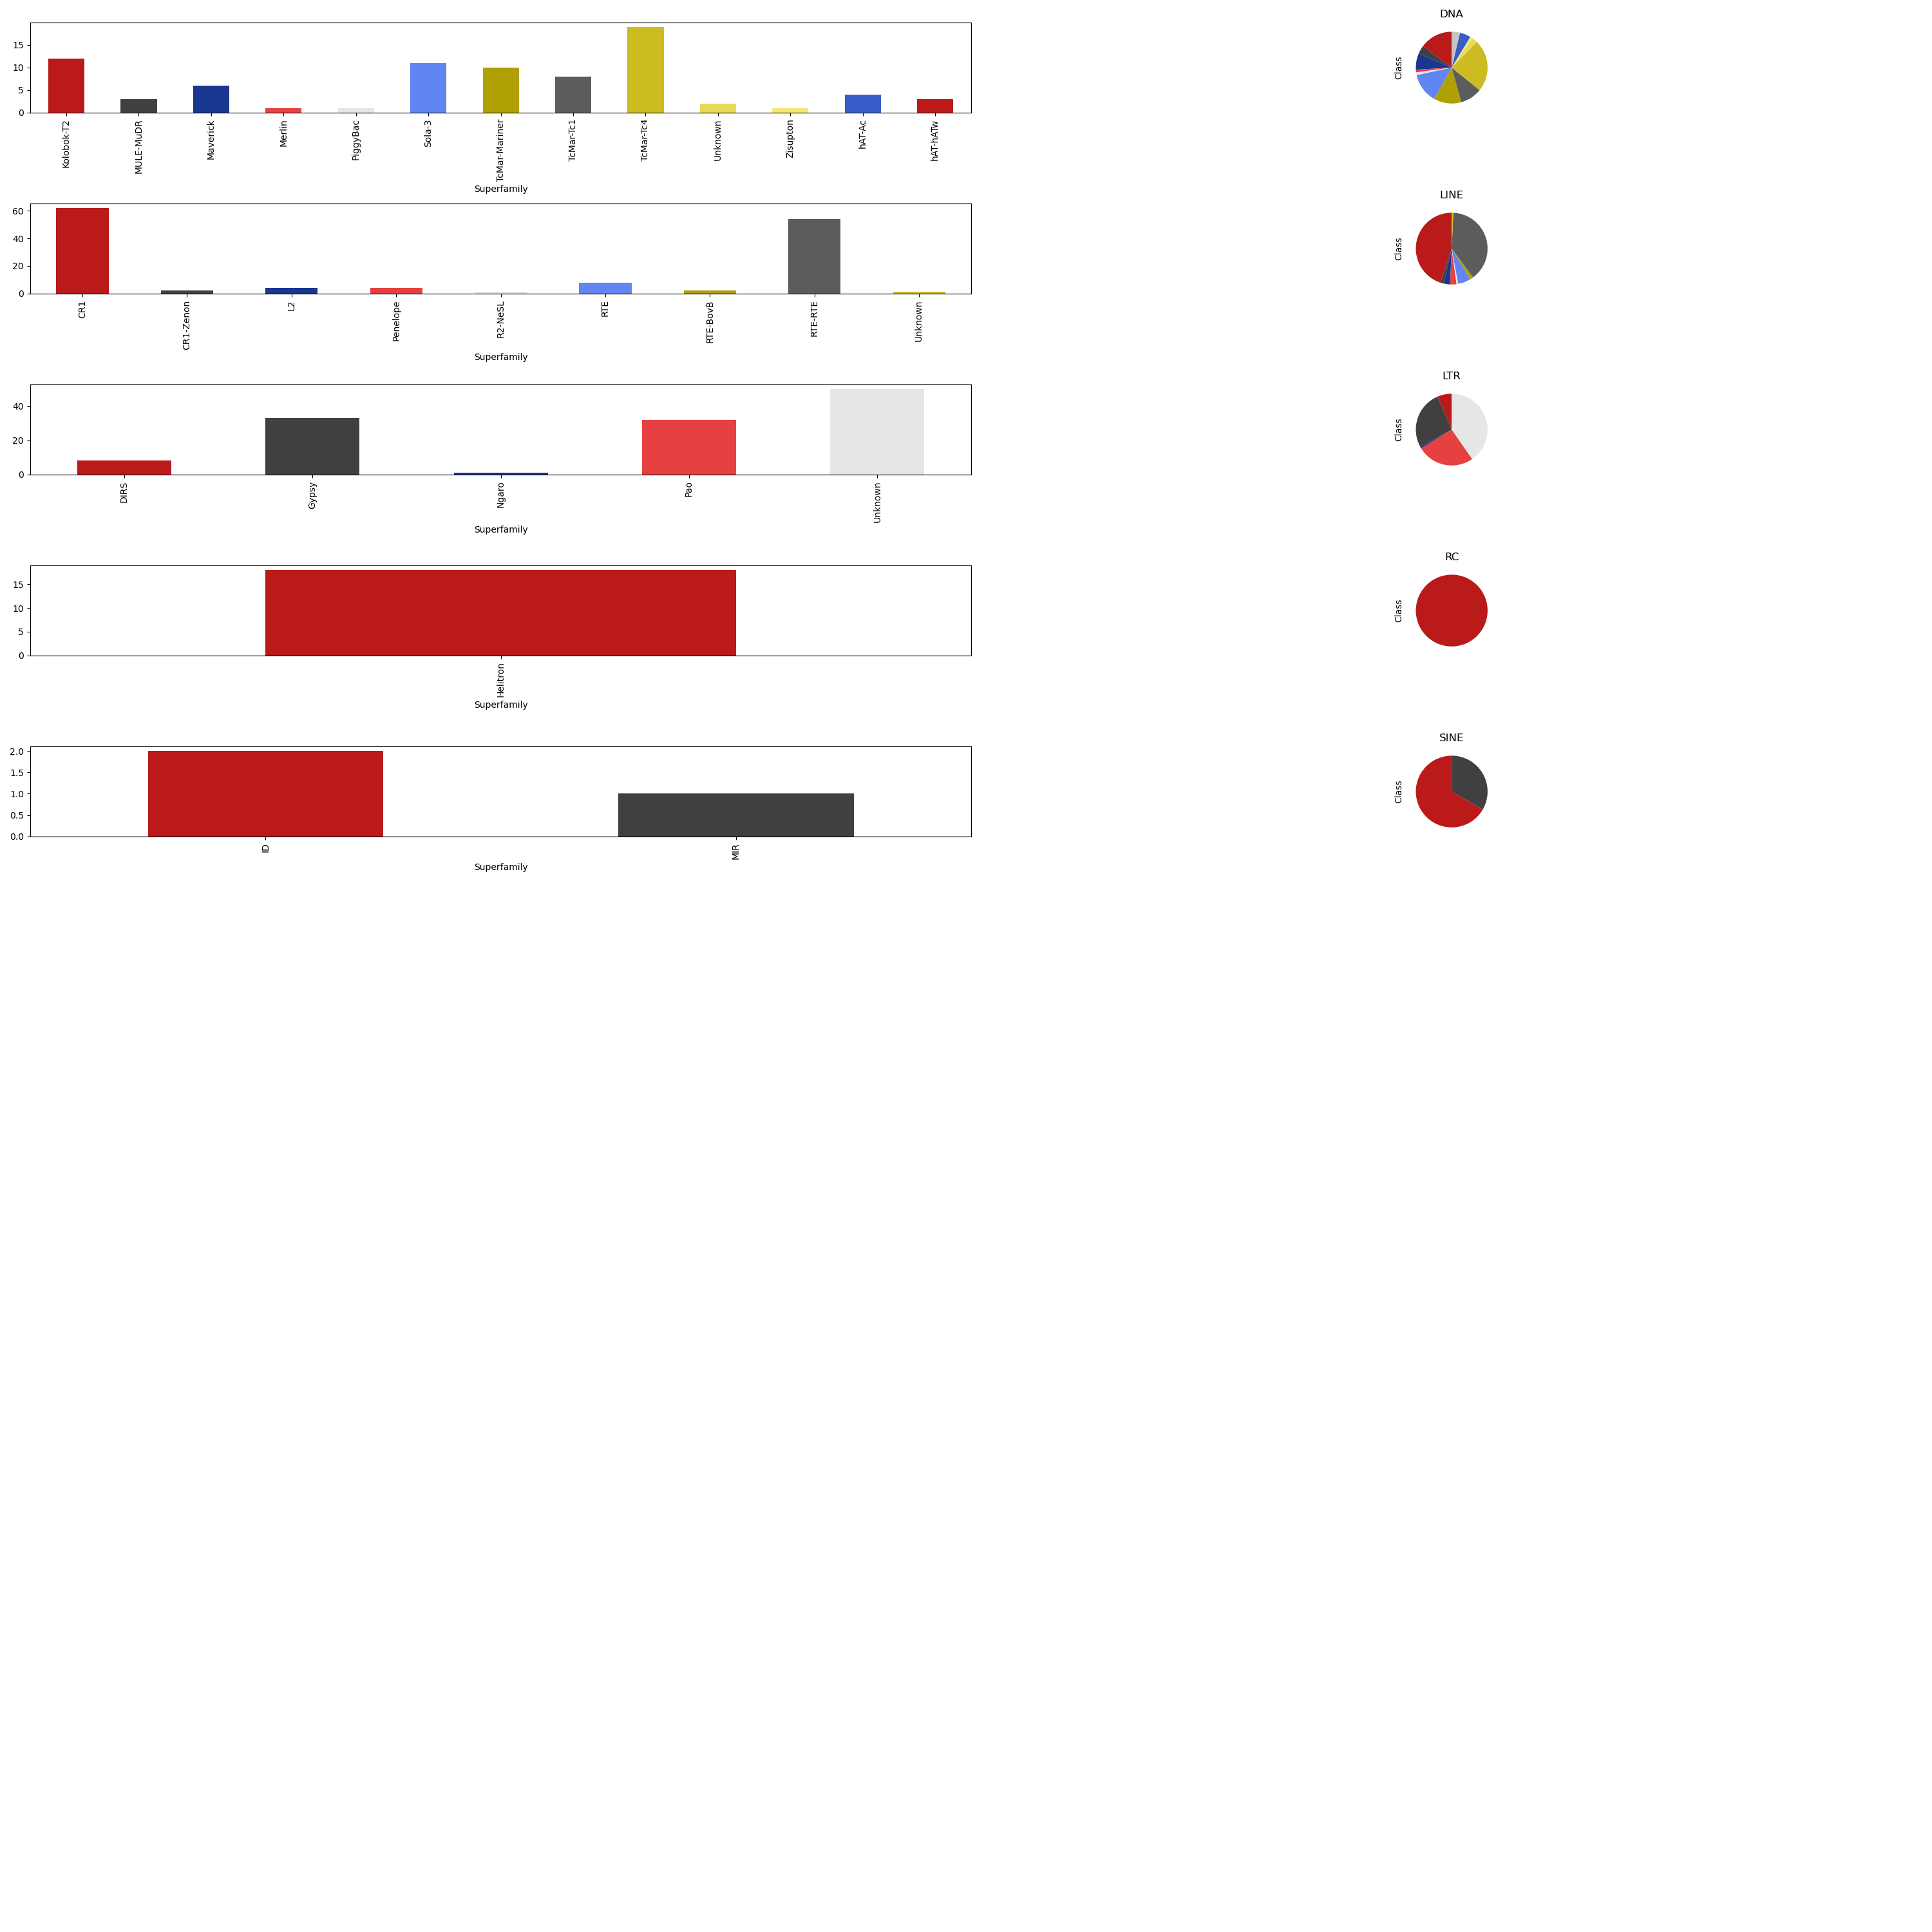 DNA
15
10
5
0
Class
Kolobok-T2
MULE-MuDR
Maverick
Merlin
PiggyBac
Sola-3
TcMar-Mariner
TcMar-Tc1
TcMar-Tc4
Unknown
Zisupton
hAT-Ac
hAT-hATw
Superfamily
LINE
60
40
20
0
Class
CR1
CR1-Zenon
L2
Penelope
R2-NeSL
RTE
RTE-BovB
RTE-RTE
Unknown
Superfamily
LTR
40
20
0
Class
DIRS
Gypsy
Ngaro
Pao
Unknown
Superfamily
RC
15
10
5
0
Class
Helitron
Superfamily
SINE
2.0
1.5
1.0
0.5
0.0
Class
ID
MIR
Superfamily